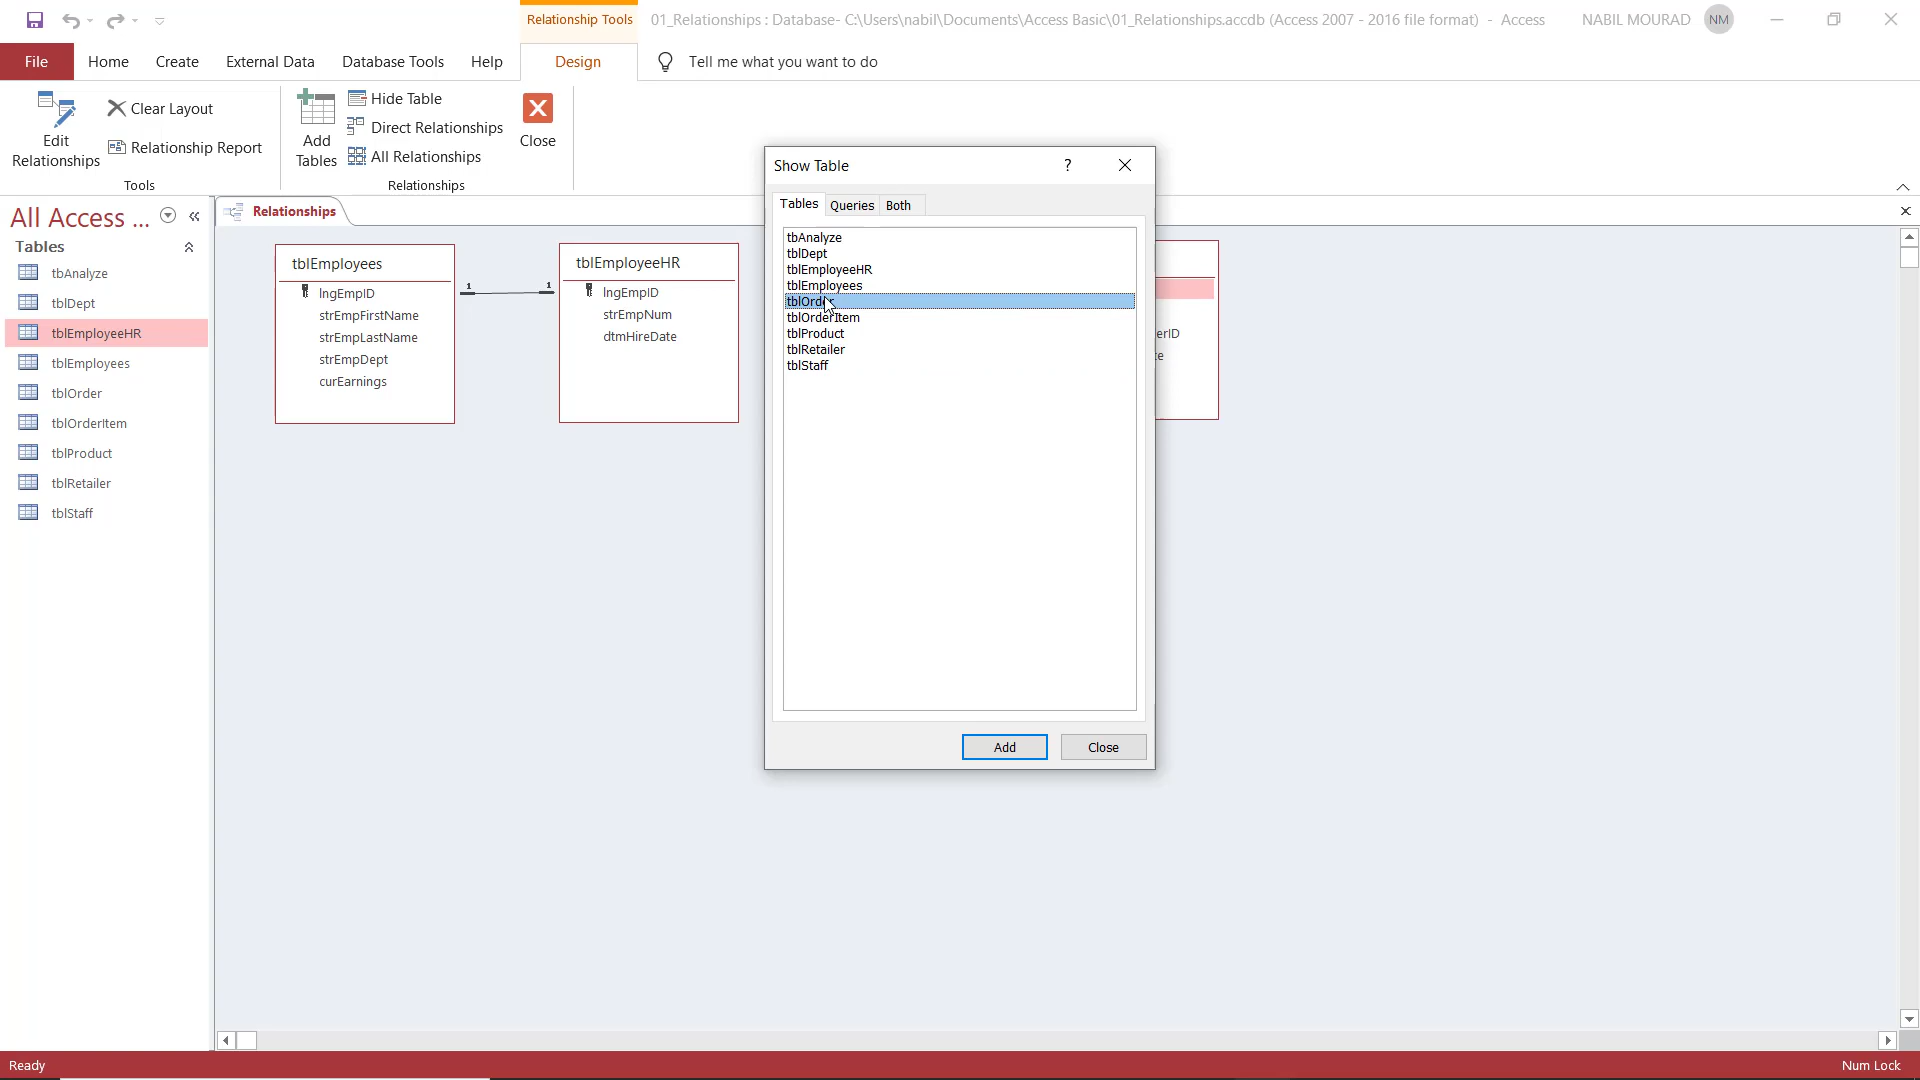 Relationship Tools
01_Relationships : Database- C:\Users\nabil\Documents\Access Basic\01_Relationships.accdb (Access 2007 - 2016 file format) - Access
NABIL MOURAD
NM
File
Home
Create
External Data
Database Tools
Help
Design
Tell me what you want to do
Edit
Relationships
Clear Layout
Relationship Report
Tools
Add
Tables
Hide Table
Direct Relationships
All Relationships
Close
Relationships
All Access ...
Tables
tbAnalyze
tblDept
tblEmployeeHR
tblEmployees
tblOrder
tblOrderItem
tblProduct
tblRetailer
tblStaff
Relationships
tblEmployees
lngEmpID
strEmpFirstName
strEmpLastName
strEmpDept
curEarnings
1
1
tblEmployeeHR
lngEmpID
strEmpNum
dtmHireDate
Show Table
?
Tables
Queries
Both
tbAnalyze
tblDept
tblEmployeeHR
tblEmployees
tblOrder
tblOrderItem
tblProduct
tblRetailer
tblStaff
Add
Close
erID
Ready
Num Lock